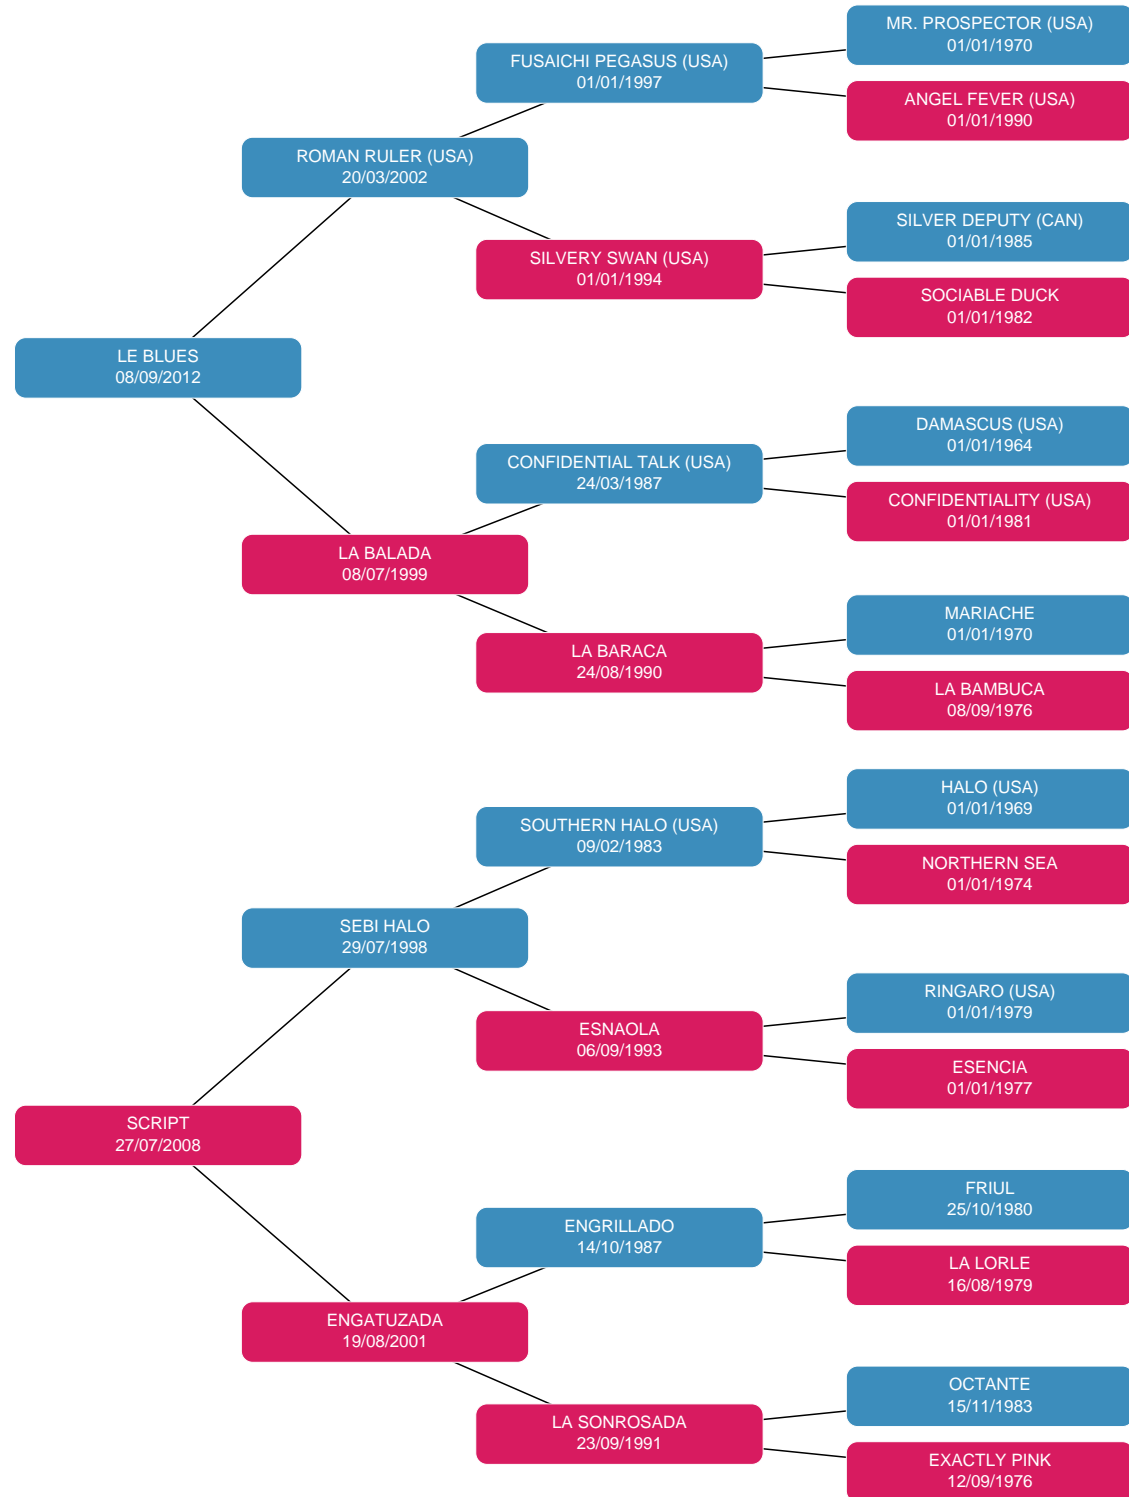 MR. PROSPECTOR (USA)
01/01/1970
FUSAICHI PEGASUS (USA)
01/01/1997
ANGEL FEVER (USA)
01/01/1990
ROMAN RULER (USA)
20/03/2002
SILVER DEPUTY (CAN)
01/01/1985
SILVERY SWAN (USA)
01/01/1994
SOCIABLE DUCK
01/01/1982
LE BLUES
08/09/2012
DAMASCUS (USA)
01/01/1964
CONFIDENTIAL TALK (USA)
24/03/1987
CONFIDENTIALITY (USA)
01/01/1981
LA BALADA
08/07/1999
MARIACHE
01/01/1970
LA BARACA
24/08/1990
LA BAMBUCA
08/09/1976
HALO (USA)
01/01/1969
SOUTHERN HALO (USA)
09/02/1983
NORTHERN SEA
01/01/1974
SEBI HALO
29/07/1998
RINGARO (USA)
01/01/1979
ESNAOLA
06/09/1993
ESENCIA
01/01/1977
SCRIPT
27/07/2008
FRIUL
25/10/1980
ENGRILLADO
14/10/1987
LA LORLE
16/08/1979
ENGATUZADA
19/08/2001
OCTANTE
15/11/1983
LA SONROSADA
23/09/1991
EXACTLY PINK
12/09/1976